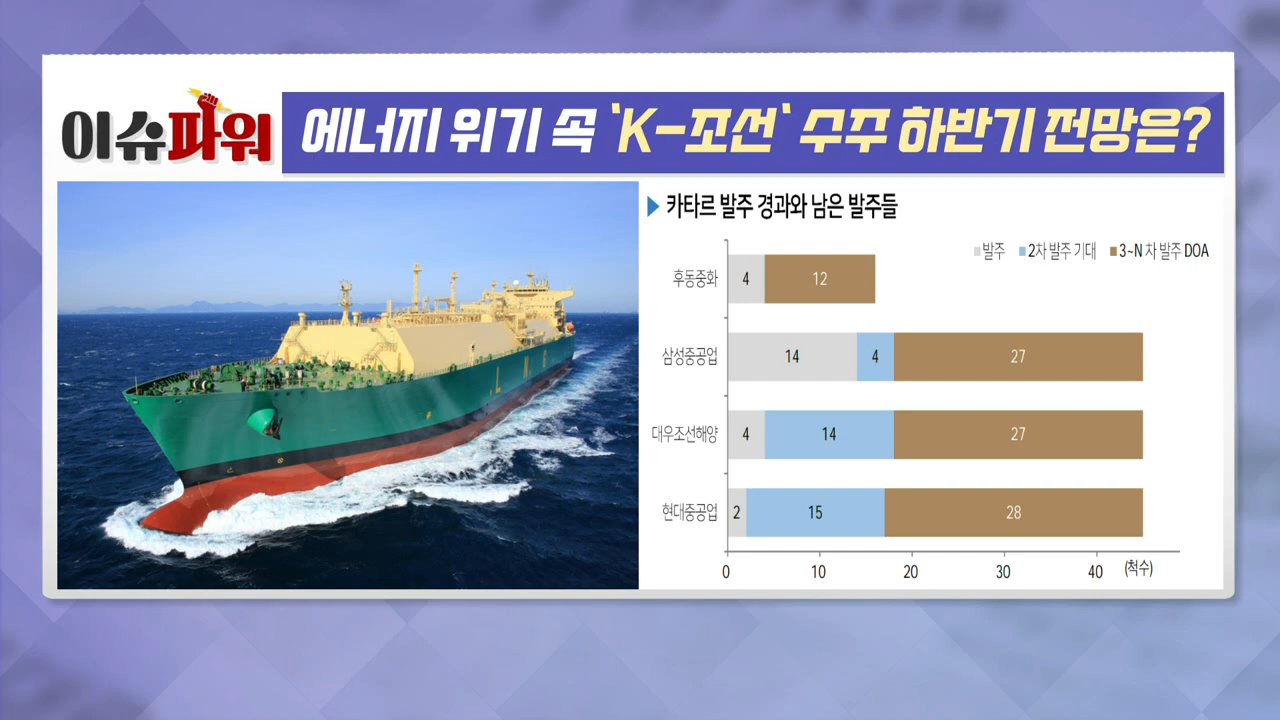 이슈파워
에너지 위기 속 'K-조선' 수주 하반기 전망은?
카타르 발주 경과와 남은 발주들
발주 2차 발주 기대 3~N 차 발주 DOA
후동중화 4 12
삼성중공업 14 4 27
대우조선해양 4 14 27
현대중공업 2 15 28
0 10 20 30 40 (척수)